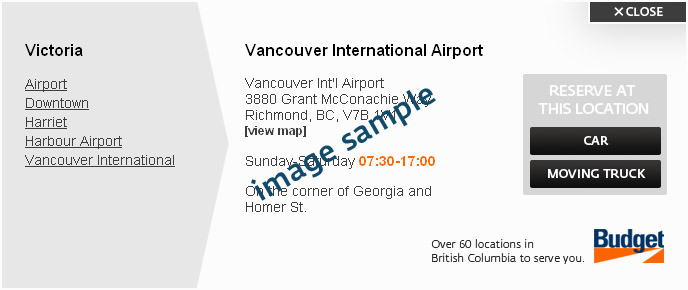 ✕ CLOSE
Victoria
Airport
Downtown
Harriet
Harbour Airport
Vancouver International
Vancouver International Airport
Vancouver Int'l Airport
3880 Grant McConachie Way
Richmond, BC, V7B
[view map]
Sunday-Saturday 07:30-17:00
On the corner of Georgia and
Homer St.
image sample
RESERVE AT
THIS LOCATION
CAR
MOVING TRUCK
Over 60 locations in
British Columbia to serve you.
Budget